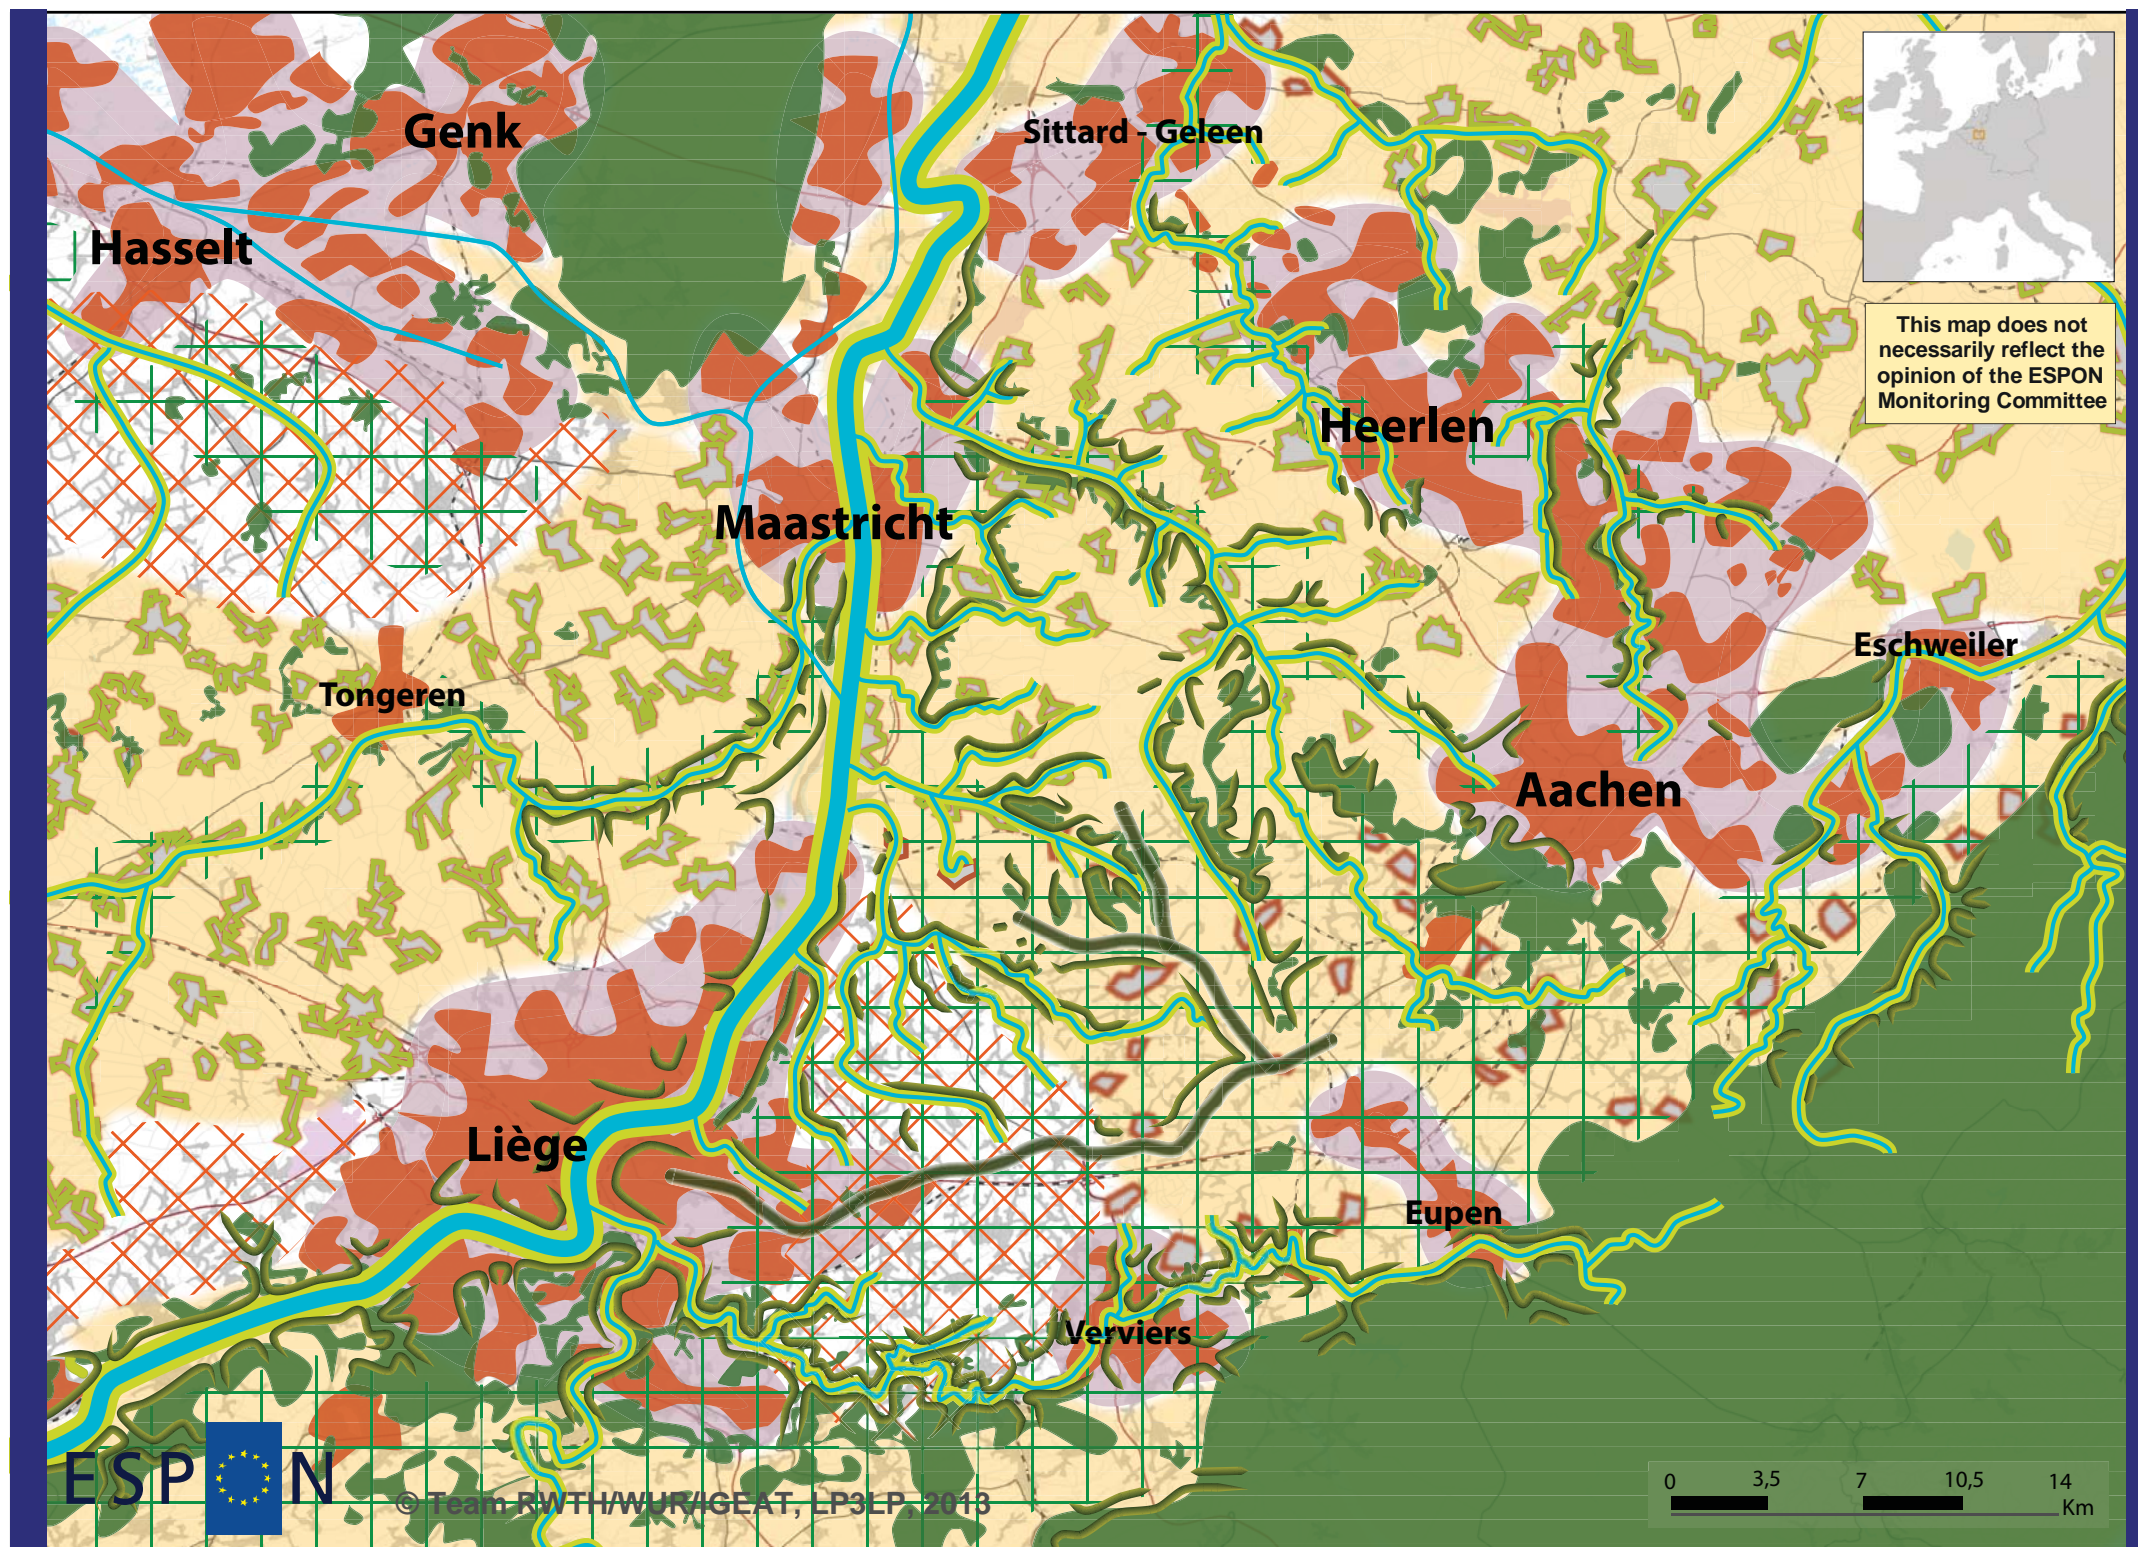 Genk
Sittard - Geleen
Hasselt
This map does not
necessarily reflect the
opinion of the ESPON
Monitoring Committee
Heerlen
Maastricht
Eschweiler
Tongeren
Aachen
Liège
Eupen
Verviers
ESPON
© Team RWTH/WUR/IGEAT, LP3LP, 2013
0 3,5 7 10,5 14
Km